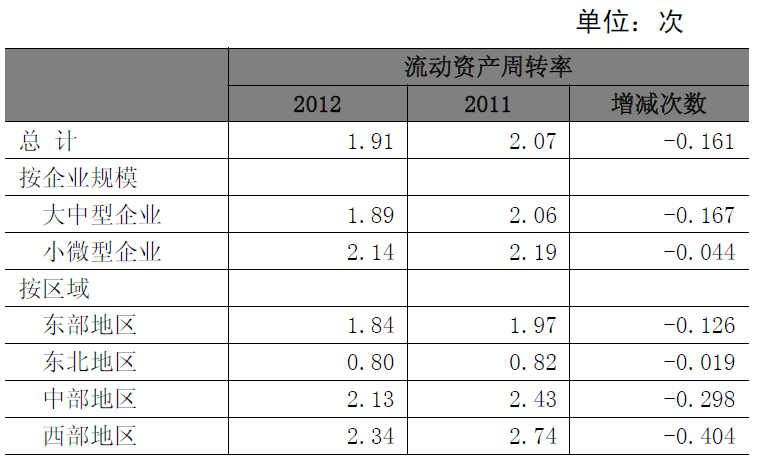 单位：次
流动资产周转率
2012 2011 增减次数
总 计 1.91 2.07 -0.161
按企业规模
大中型企业 1.89 2.06 -0.167
小微型企业 2.14 2.19 -0.044
按区域
东部地区 1.84 1.97 -0.126
东北地区 0.80 0.82 -0.019
中部地区 2.13 2.43 -0.298
西部地区 2.34 2.74 -0.404